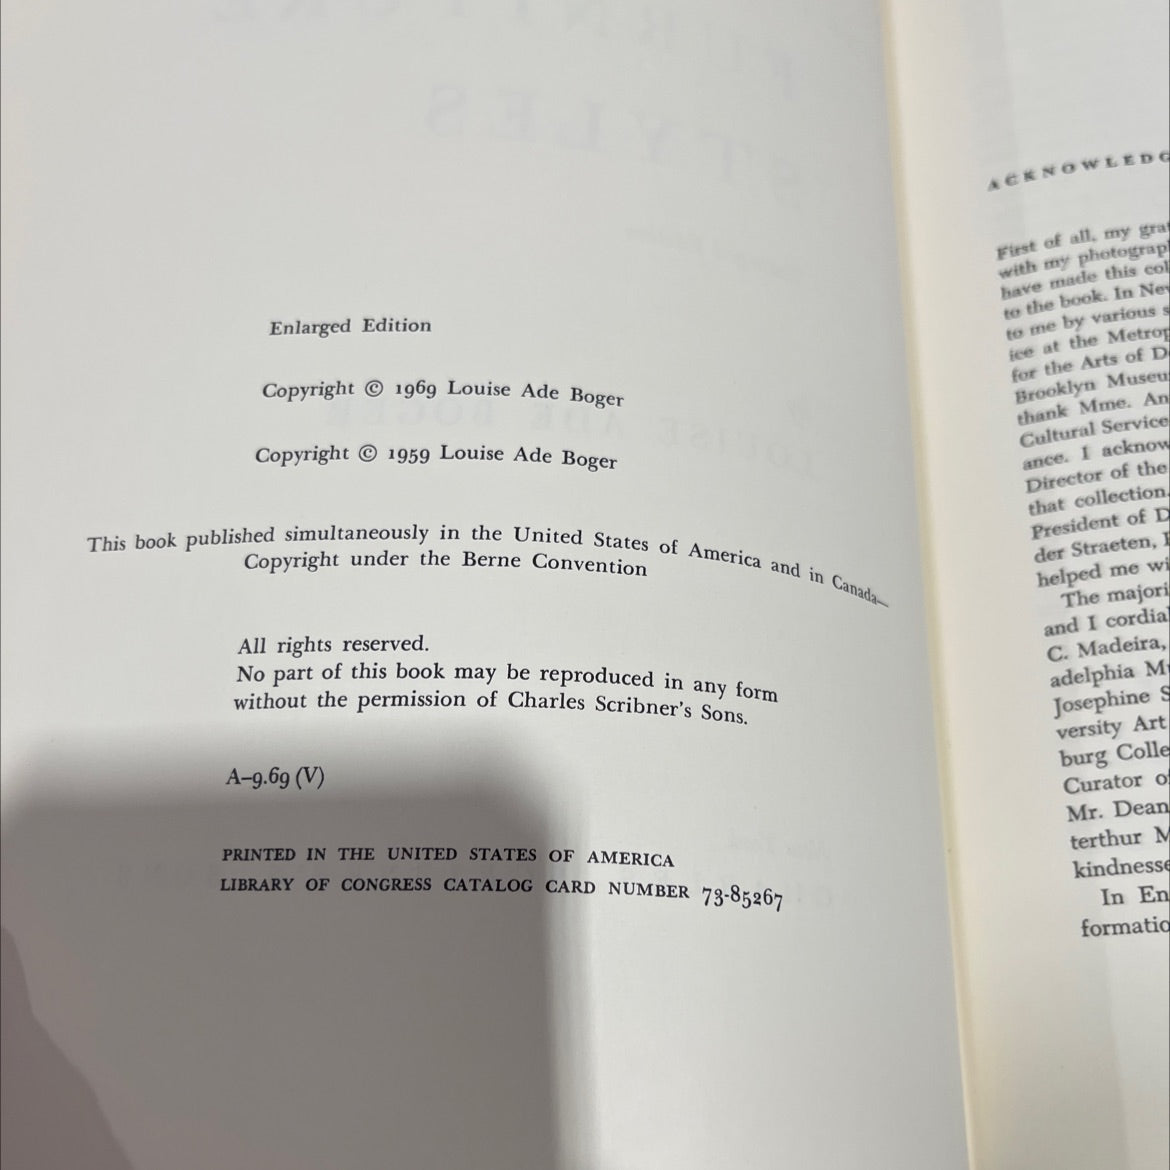 Enlarged Edition
Copyright © 1969 Louise Ade Boger
Copyright © 1959 Louise Ade Boger
This book published simultaneously in the United States of America and in Canada—
Copyright under the Berne Convention
All rights reserved.
No part of this book may be reproduced in any form
without the permission of Charles Scribner's Sons.
A–9.69 (V)
PRINTED IN THE UNITED STATES OF AMERICA
LIBRARY OF CONGRESS CATALOG CARD NUMBER 73-85267
ACKNOWLEDG
First of all, my gra
with my photograp
have made this col
to the book. In Ne
to me by various s
ice at the Metrop
for the Arts of D
Brooklyn Museu
thank Mme. An
Cultural Service
ance. I acknow
Director of the
that collection.
President of D
der Straeten,
helped me wi
The majori
and I cordia
C. Madeira,
adelphia M
Josephine S
versity Art
burg Colle
Curator o
Mr. Dean
terthur M
kindnesse
In En
formatio